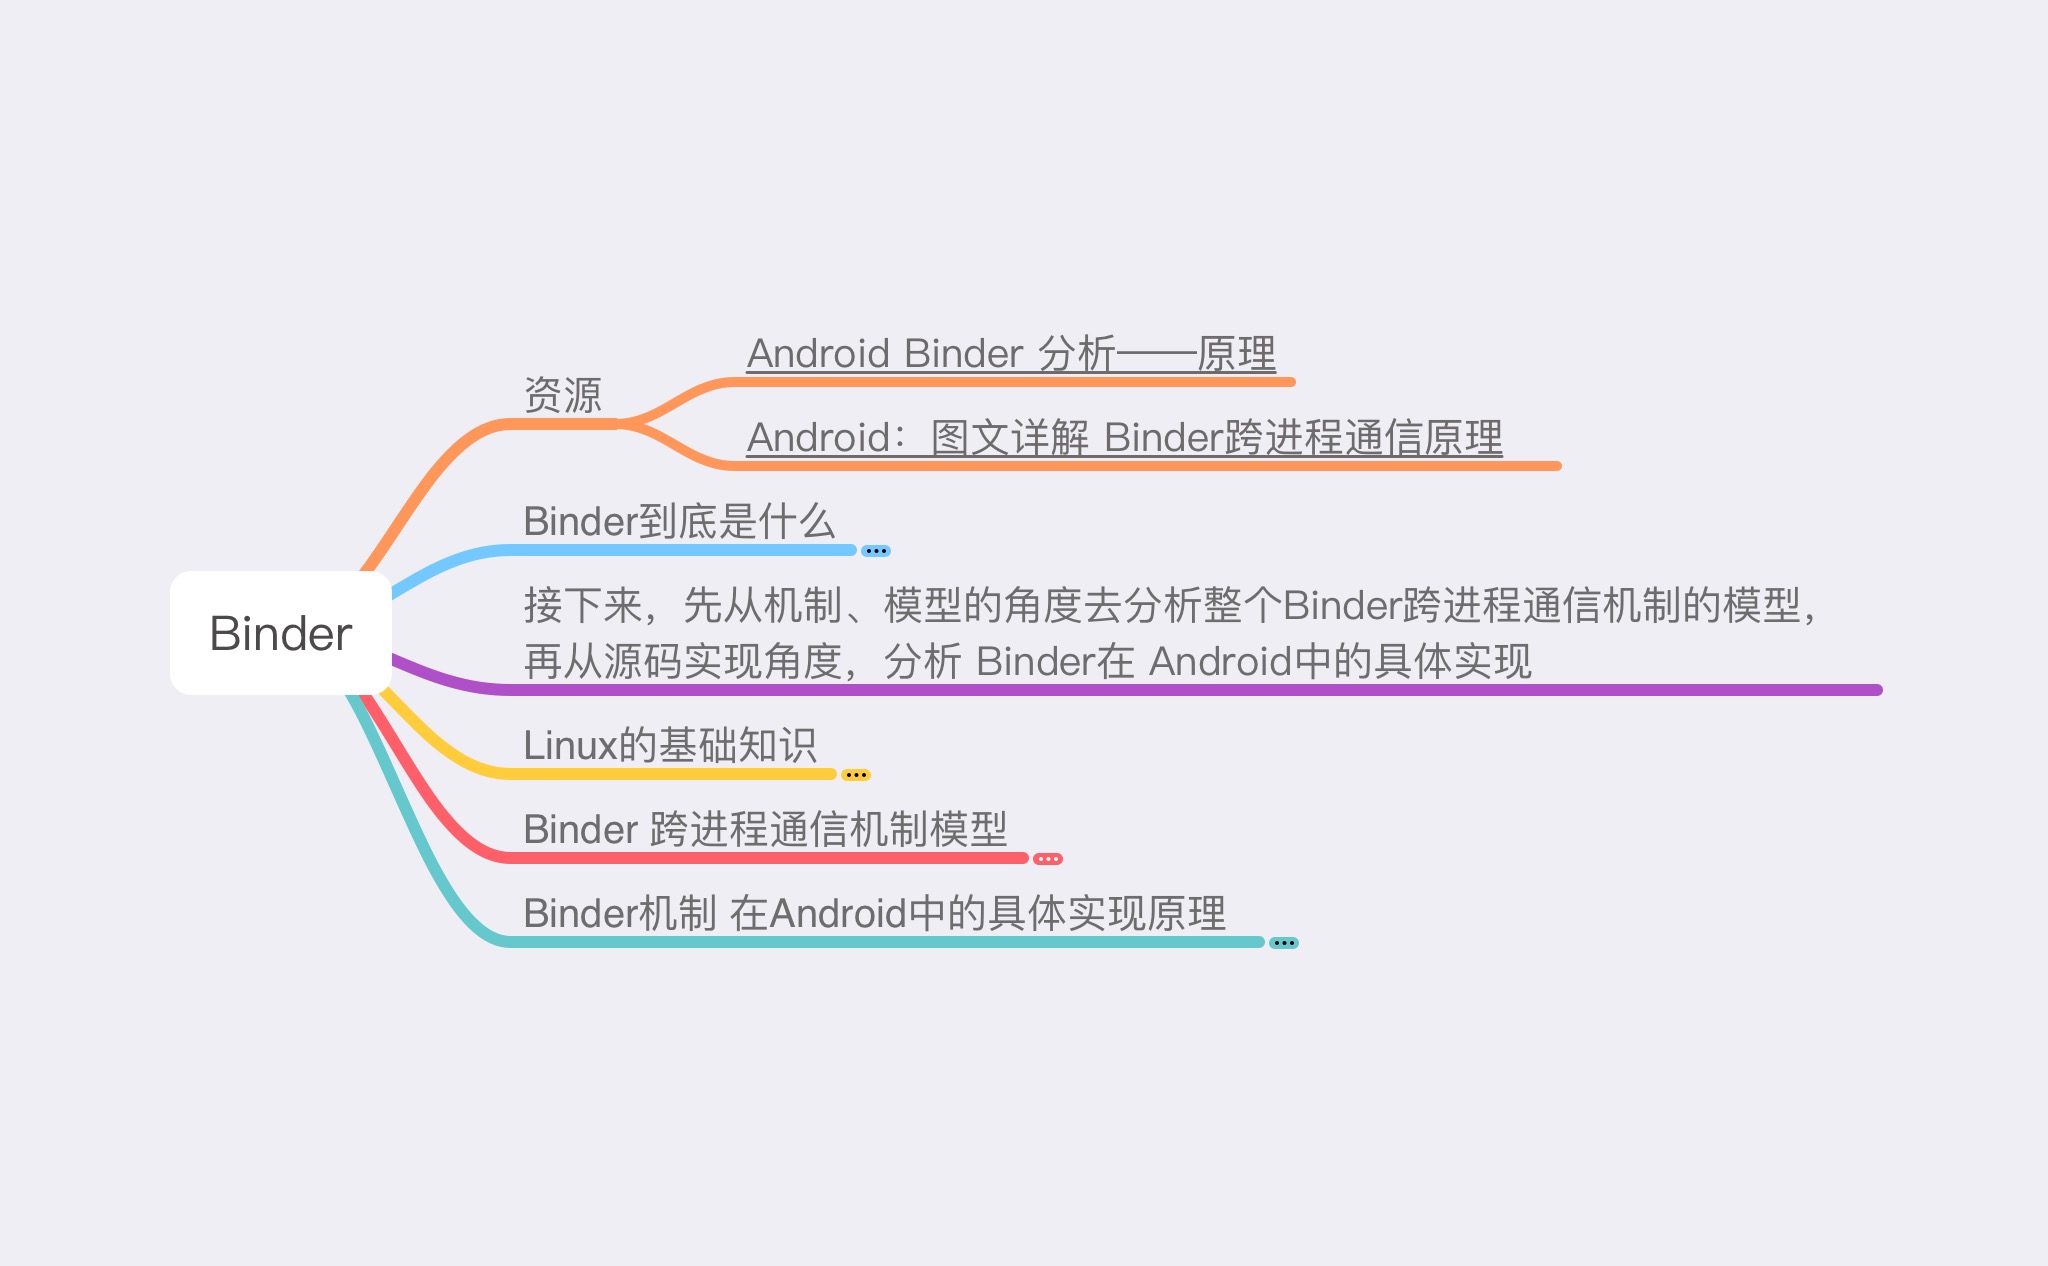 Android Binder 分析——原理
资源
Android：图文详解 Binder跨进程通信原理
Binder到底是什么
接下来，先从机制、模型的角度去分析整个Binder跨进程通信机制的模型，
Binder
再从源码实现角度，分析 Binder在 Android中的具体实现
Linux的基础知识
Binder 跨进程通信机制模型
Binder机制 在Android中的具体实现原理